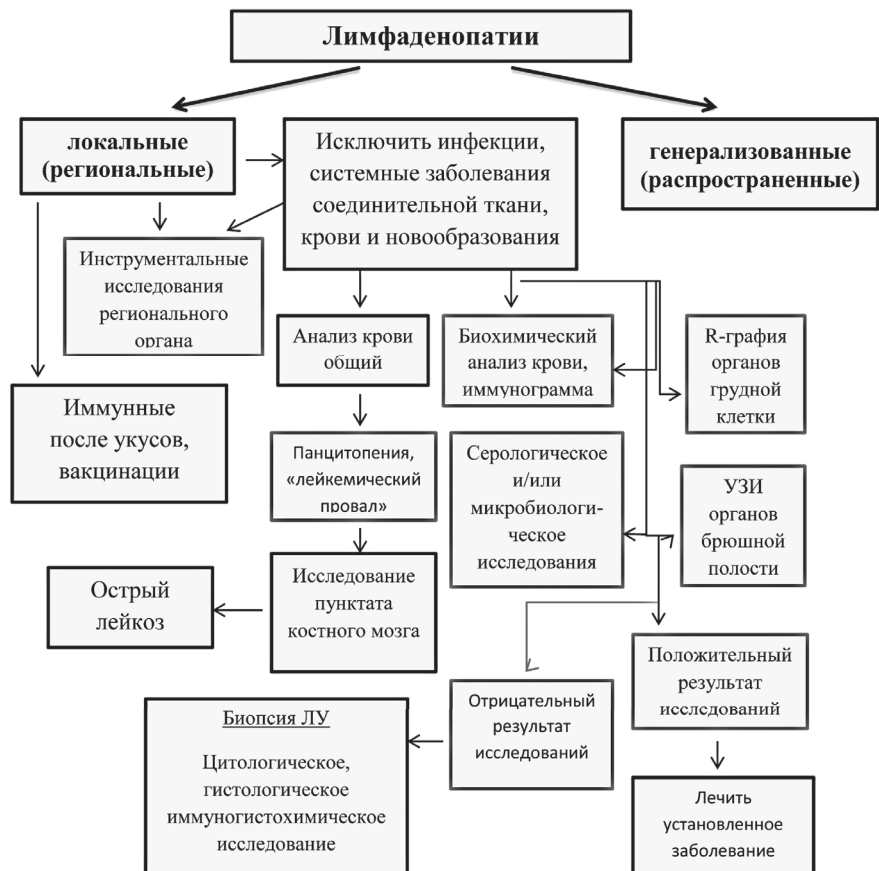 Лимфаденопатии
локальные
(региональные)
Исключить инфекции,
системные заболевания
соединительной ткани,
крови и новообразования
генерализованные
(распространенные)
Инструментальные
исследования
регионального
органа
Анализ крови
общий
Биохимический
анализ крови,
иммунограмма
R-графия
органов
грудной
клетки
Иммунные
после укусов,
вакцинации
Панцитопения,
«лейкемический
провал»
Серологическое
и/или
микробиологи-
ческое
исследования
УЗИ
органов
брюшной
полости
Острый
лейкоз
Исследование
пунктата
костного мозга
Положительный
результат
исследований
Биопсия ЛУ
Цитологическое,
гистологическое
иммуногистохимическое
исследование
Отрицательный
результат
исследований
Лечить
установленное
заболевание